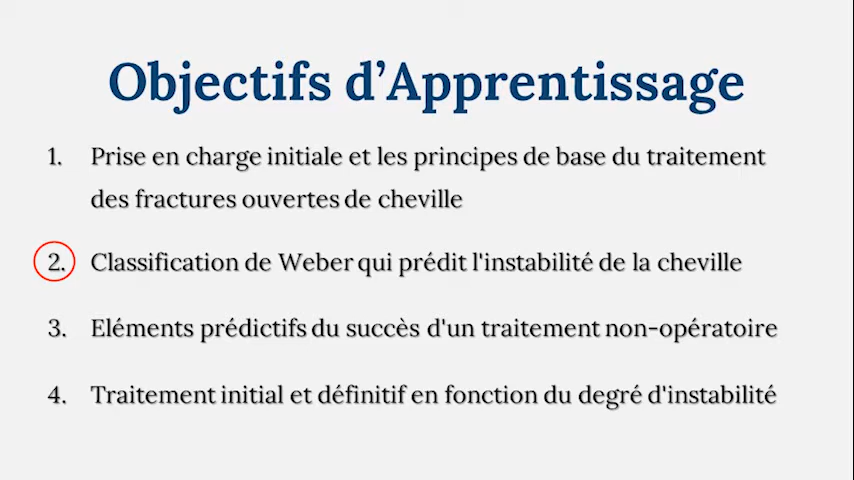 Objectifs d’Apprentissage
1. Prise en charge initiale et les principes de base du traitement
des fractures ouvertes de cheville
2. Classification de Weber qui prédit l'instabilité de la cheville
3. Eléments prédictifs du succès d'un traitement non-opératoire
4. Traitement initial et définitif en fonction du degré d'instabilité